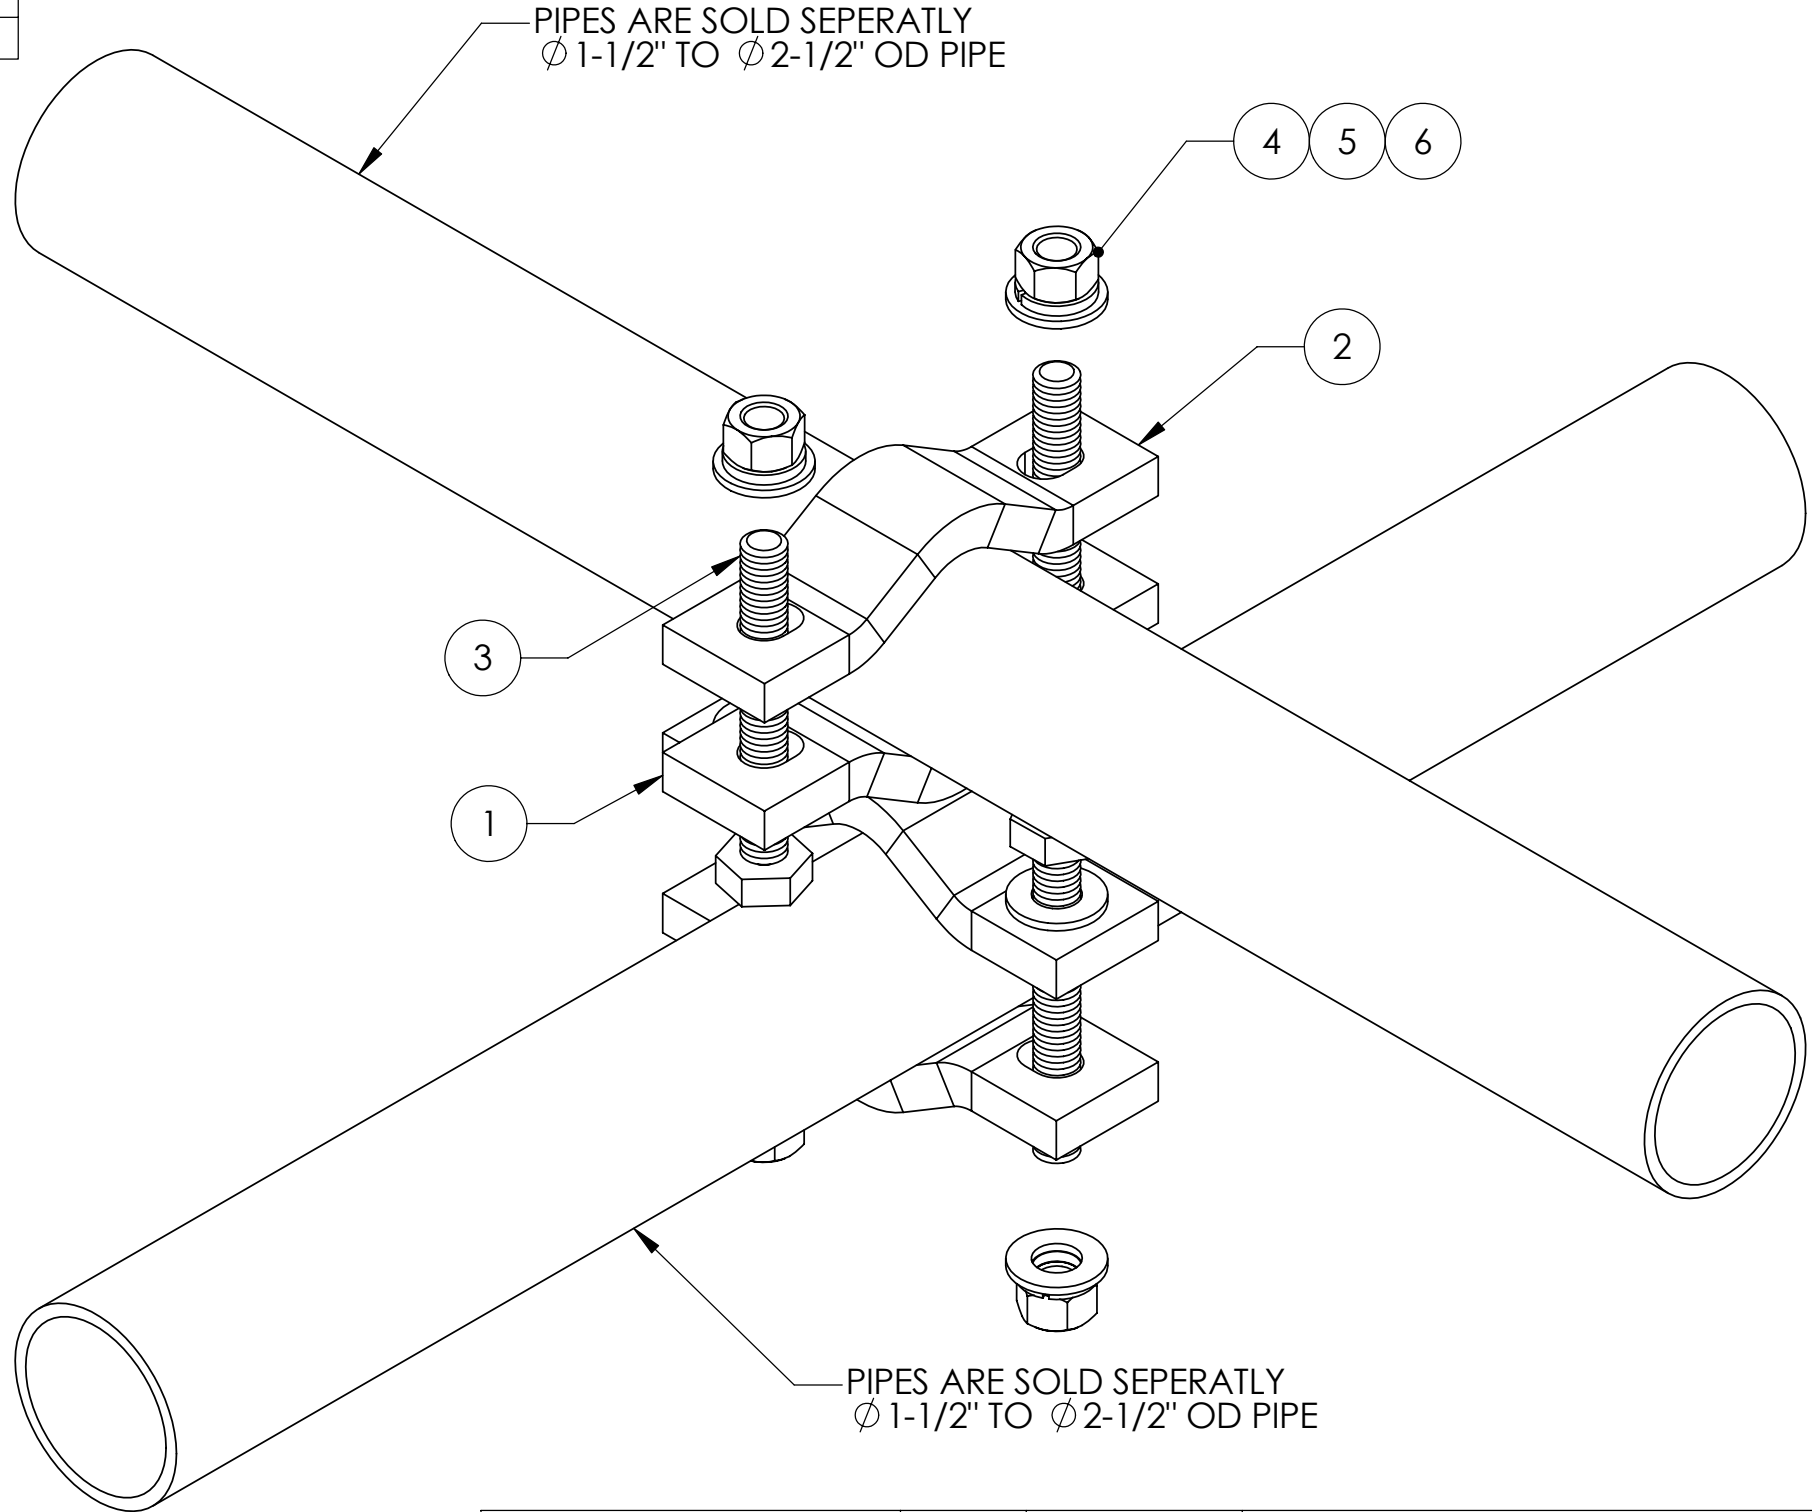 PIPES ARE SOLD SEPERATLY
⌀ 1-1/2" TO ⌀ 2-1/2" OD PIPE
4 5 6
2
3
1
PIPES ARE SOLD SEPERATLY
⌀ 1-1/2" TO ⌀ 2-1/2" OD PIPE